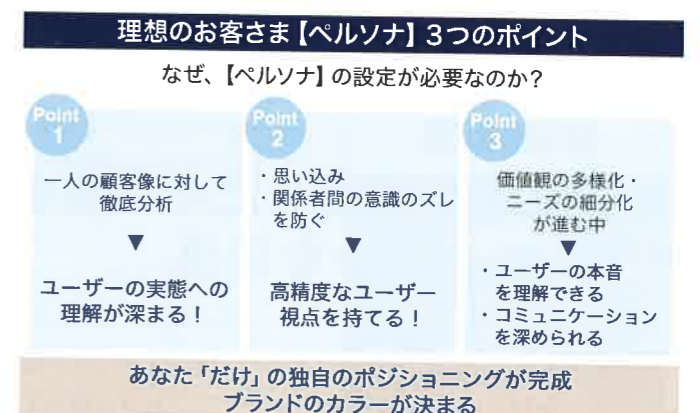 理想のお客さま【ペルソナ】3つのポイント
なぜ、【ペルソナ】の設定が必要なのか?
Point
1
一人の顧客像に対して
徹底分析
▼
ユーザーの実態への
理解が深まる!
Point
2
・思い込み
・関係者間の意識のズレ
を防ぐ
▼
高精度なユーザー
視点を持てる!
Point
3
価値観の多様化・
ニーズの細分化
が進む中
▼
・ユーザーの本音
を理解できる
・コミュニケーション
を深められる
あなた「だけ」の独自のポジショニングが完成
ブランドのカラーが決まる